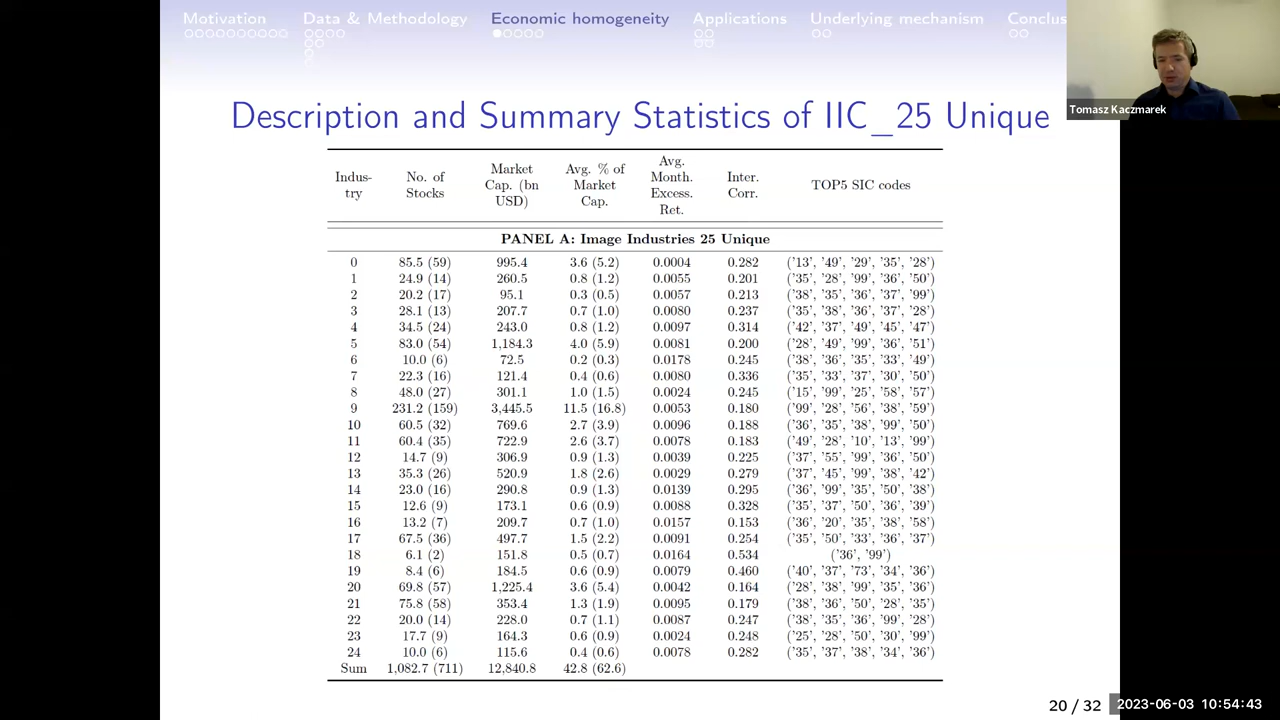 Motivation Data & Methodology Economic homogeneity Applications Underlying mechanism Conclus
Tomasz Kaczmarek
Description and Summary Statistics of IIC_25 Unique
Indus-try No. of Stocks Market Cap. (bn USD) Avg. % of Market Cap. Avg. Month. Excess. Ret. Inter. Corr. TOP5 SIC codes
PANEL A: Image Industries 25 Unique
0 85.5 (59) 995.4 3.6 (5.2) 0.0004 0.282 ('13', '49', '29', '35', '28')
1 24.9 (14) 260.5 0.8 (1.2) 0.0055 0.201 ('35', '28', '99', '36', '50')
2 20.2 (17) 95.1 0.3 (0.5) 0.0057 0.213 ('38', '35', '36', '37', '99')
3 28.1 (13) 207.7 0.7 (1.0) 0.0080 0.237 ('35', '38', '36', '37', '28')
4 34.5 (24) 243.0 0.8 (1.2) 0.0097 0.314 ('42', '37', '49', '45', '47')
5 83.0 (54) 1,184.3 4.0 (5.9) 0.0081 0.200 ('28', '49', '99', '36', '51')
6 10.0 (6) 72.5 0.2 (0.3) 0.0178 0.245 ('38', '36', '35', '33', '49')
7 22.3 (16) 121.4 0.4 (0.6) 0.0080 0.336 ('35', '33', '37', '30', '50')
8 48.0 (27) 301.1 1.0 (1.5) 0.0024 0.245 ('15', '99', '25', '58', '57')
9 231.2 (159) 3,445.5 11.5 (16.8) 0.0053 0.180 ('99', '28', '56', '38', '59')
10 60.5 (32) 769.6 2.7 (3.9) 0.0096 0.188 ('36', '35', '38', '99', '50')
11 60.4 (35) 722.9 2.6 (3.7) 0.0078 0.183 ('49', '28', '10', '13', '99')
12 14.7 (9) 306.9 0.9 (1.3) 0.0039 0.225 ('37', '55', '99', '36', '50')
13 35.3 (26) 520.9 1.8 (2.6) 0.0029 0.279 ('37', '45', '99', '38', '42')
14 23.0 (16) 290.8 0.9 (1.3) 0.0139 0.295 ('36', '99', '35', '50', '38')
15 12.6 (9) 173.1 0.6 (0.9) 0.0088 0.328 ('35', '37', '50', '36', '39')
16 13.2 (7) 209.7 0.7 (1.0) 0.0157 0.153 ('36', '20', '35', '38', '58')
17 67.5 (36) 497.7 1.5 (2.2) 0.0091 0.254 ('35', '50', '33', '36', '37')
18 6.1 (2) 151.8 0.5 (0.7) 0.0164 0.534 ('36', '99')
19 8.4 (6) 184.5 0.6 (0.9) 0.0079 0.460 ('40', '37', '73', '34', '36')
20 69.8 (57) 1,225.4 3.6 (5.4) 0.0042 0.164 ('28', '38', '99', '35', '36')
21 75.8 (58) 353.4 1.3 (1.9) 0.0095 0.179 ('38', '36', '50', '28', '35')
22 20.0 (14) 228.0 0.7 (1.1) 0.0087 0.247 ('38', '35', '36', '99', '28')
23 17.7 (9) 164.3 0.6 (0.9) 0.0024 0.248 ('25', '28', '50', '30', '99')
24 10.0 (6) 115.6 0.4 (0.6) 0.0078 0.282 ('35', '37', '38', '34', '36')
Sum 1,082.7 (711) 12,840.8 42.8 (62.6)
20 / 32
2023-06-03 10:54:43